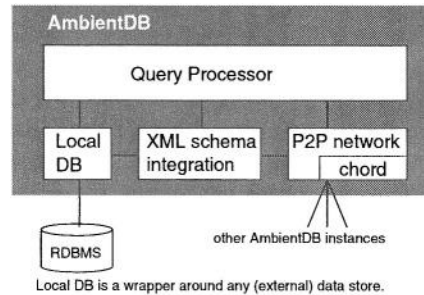 AmbientDB
Query Processor
Local
DB
XML schema
integration
P2P network
chord
RDBMS
other AmbientDB instances
Local DB is a wrapper around any (external) data store.